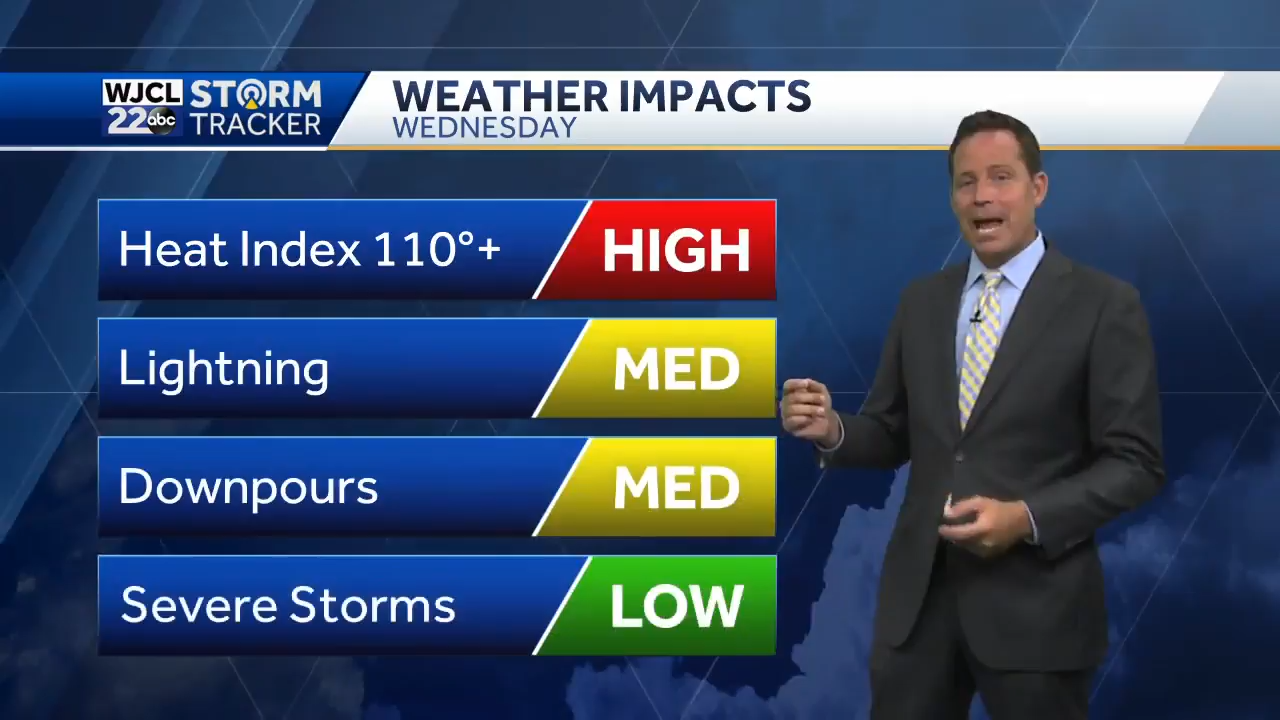 WJCL
22 abc
STORM
TRACKER
WEATHER IMPACTS
WEDNESDAY
Heat Index 110°+
HIGH
Lightning
MED
Downpours
MED
Severe Storms
LOW